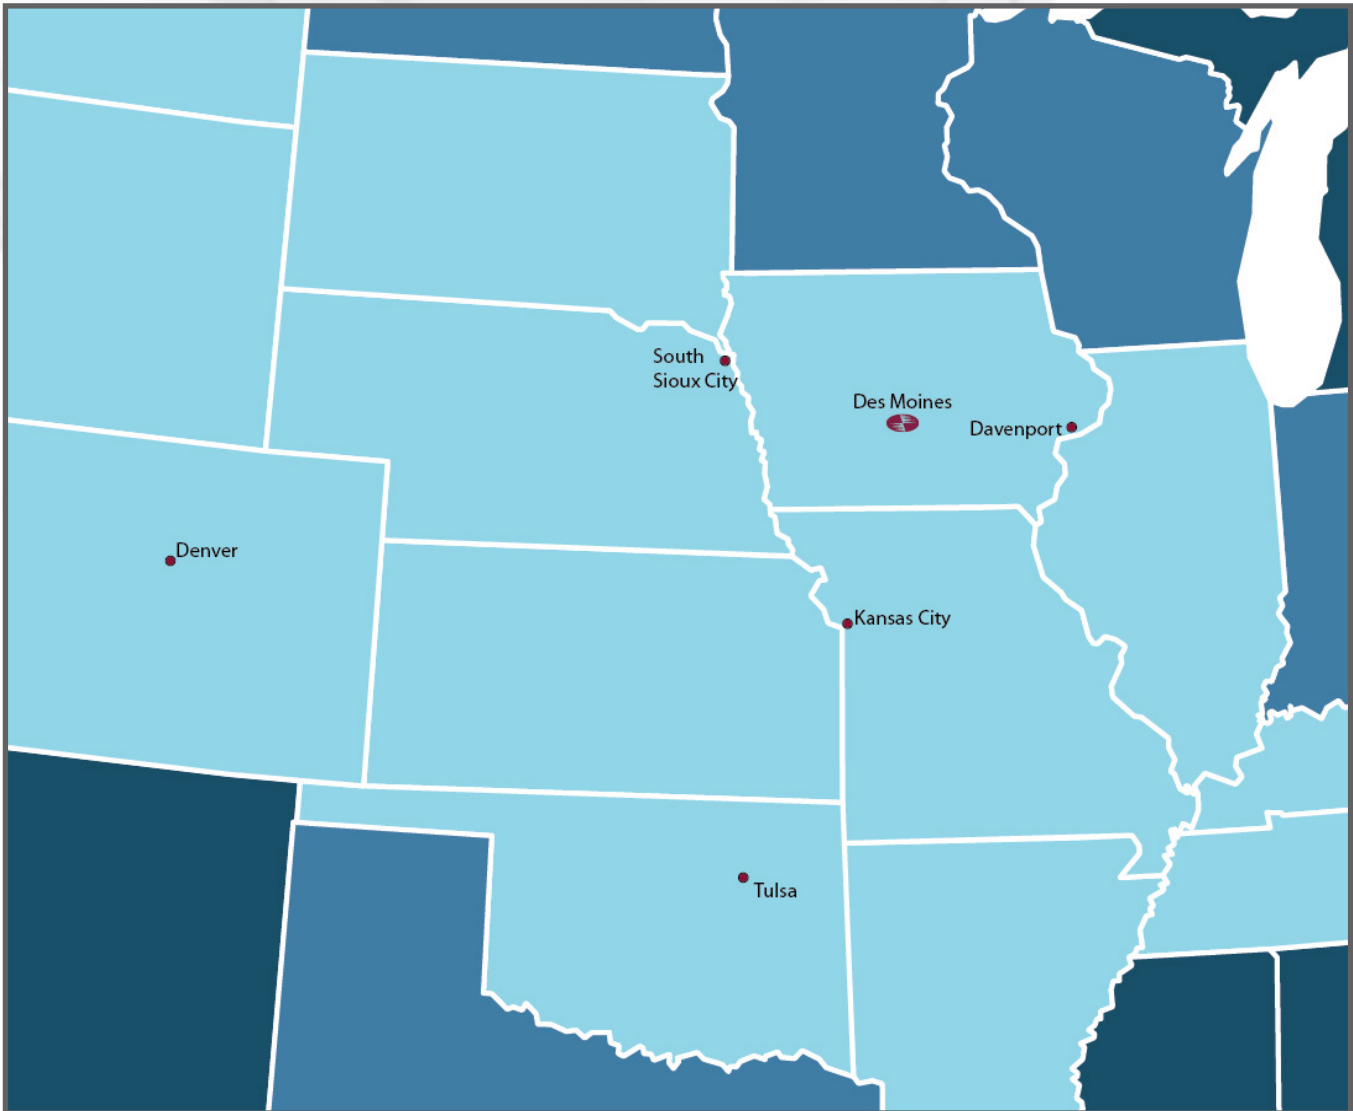 South
Sioux City
Des Moines
Davenport
Denver
Kansas City
Tulsa